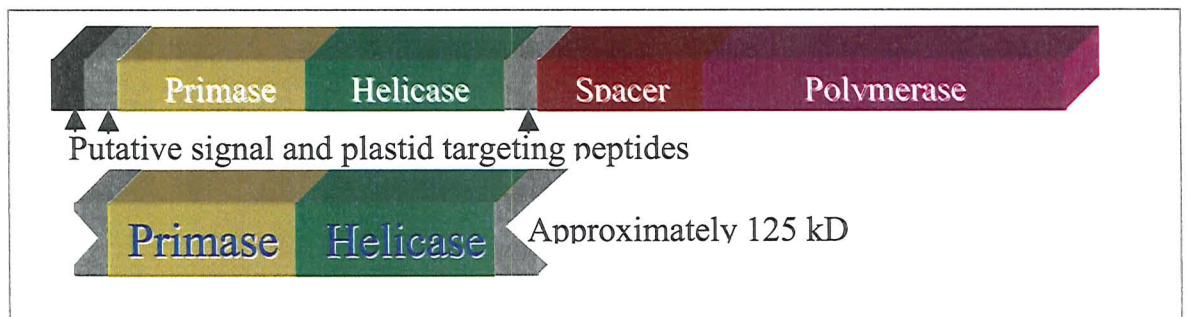 Primase Helicase Spacer Polymerase
Putative signal and plastid targeting peptides
Primase Helicase Approximately 125 kD